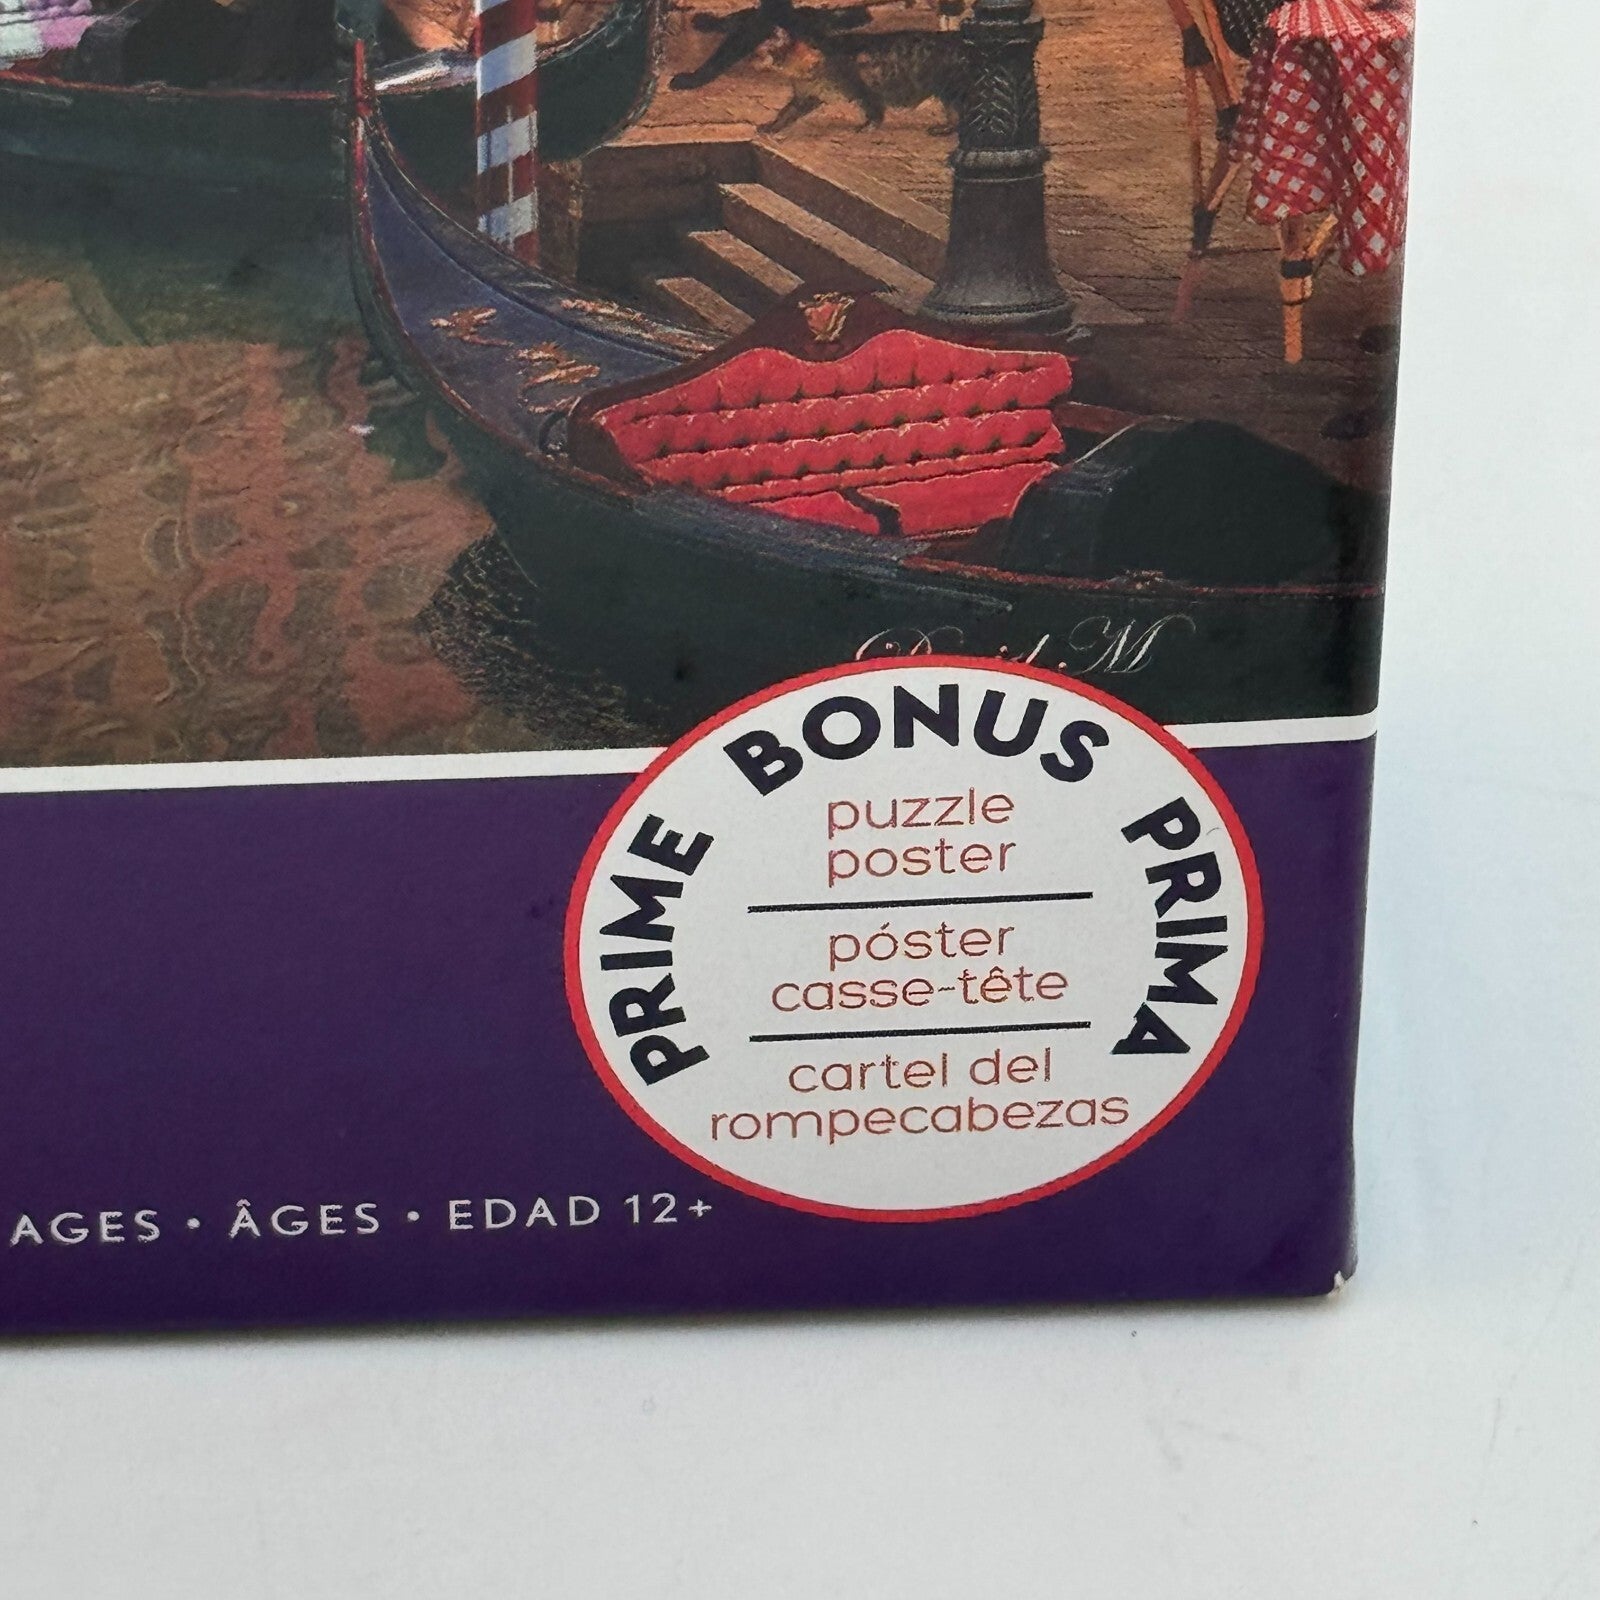 BONUS
PRIME
PRIMA
puzzle
poster
póster
casse-tête
cartel del
rompecabezas
AGES • ÂGES • EDAD 12+